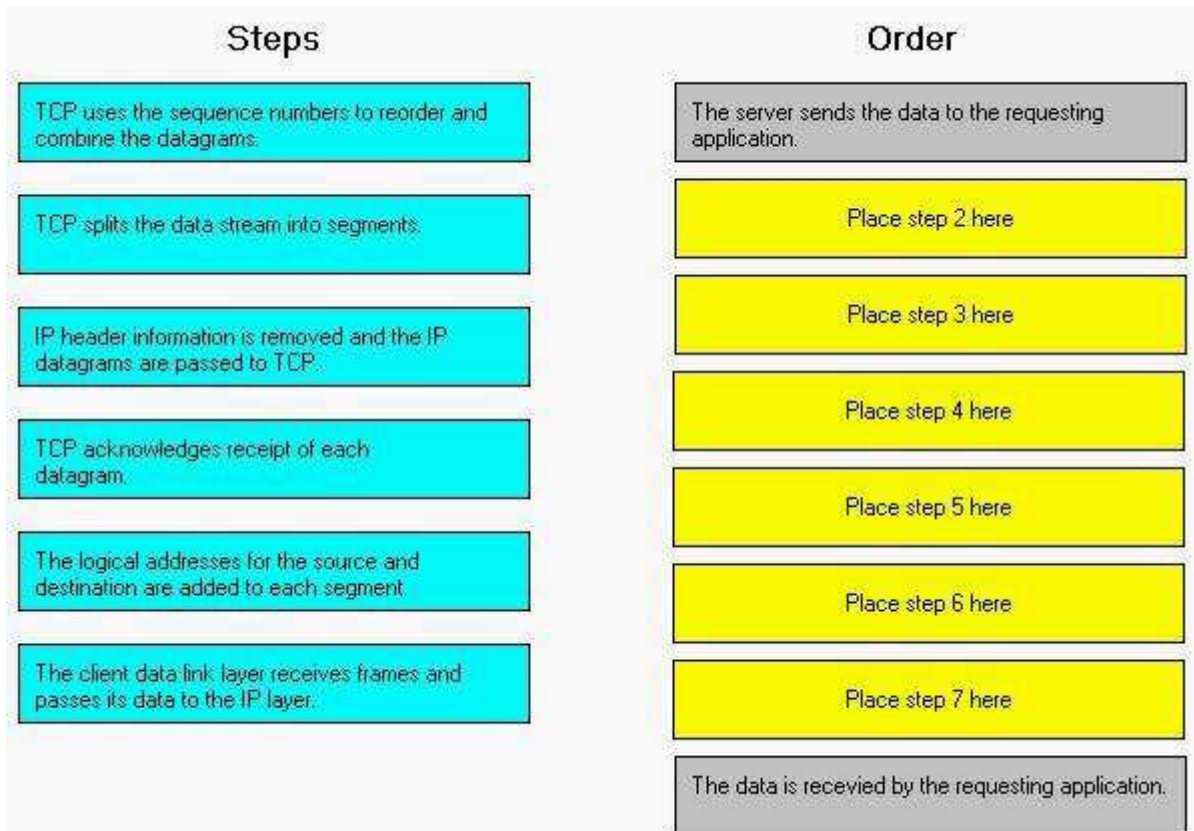 Steps
Order
TCP uses the sequence numbers to reorder and
combine the datagrams.
TCP splits the data stream into segments.
IP header information is removed and the IP
datagrams are passed to TCP.
TCP acknowledges receipt of each
datagram.
The logical addresses for the source and
destination are added to each segment.
The client data link layer receives frames and
passes its data to the IP layer.
The server sends the data to the requesting
application.
Place step 2 here
Place step 3 here
Place step 4 here
Place step 5 here
Place step 6 here
Place step 7 here
The data is recevied by the requesting application.